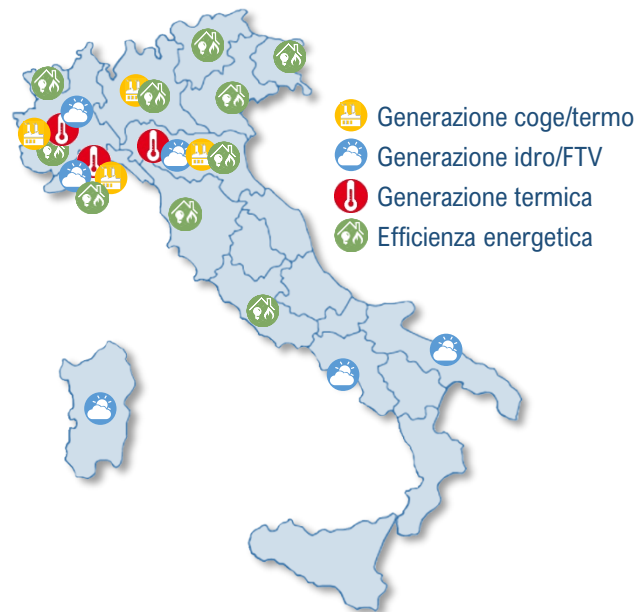 Generazione coge/termo
Generazione idro/FTV
Generazione termica
Efficienza energetica